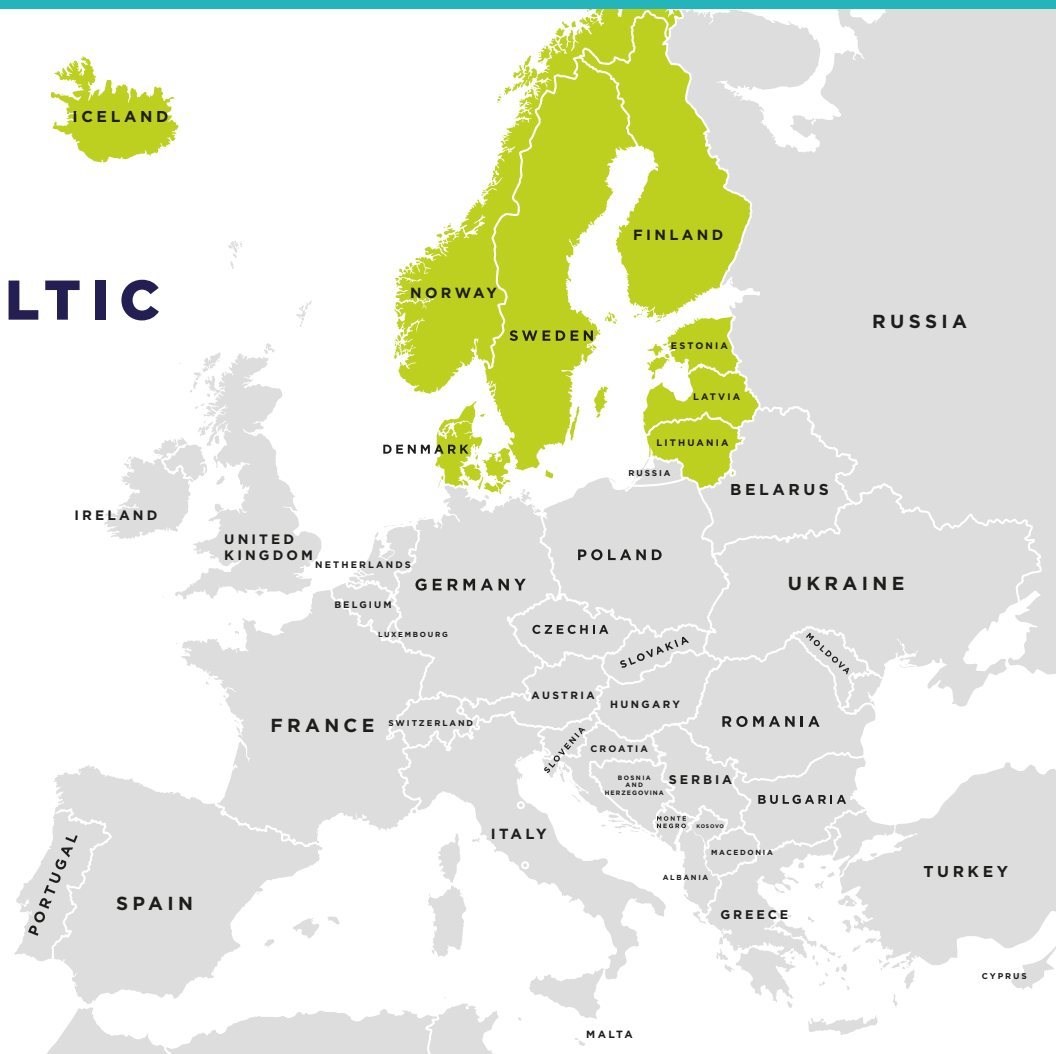 ICELAND
FINLAND
LTIC
NORWAY
RUSSIA
SWEDEN
ESTONIA
LATVIA
LITHUANIA
DENMARK
RUSSIA
BELARUS
IRELAND
UNITED
KINGDOM
NETHERLANDS
POLAND
GERMANY
UKRAINE
BELGIUM
LUXEMBOURG
CZECHIA
SLOVAKIA
MOLDOVA
AUSTRIA
HUNGARY
FRANCE
SWITZERLAND
ROMANIA
SLOVENIA
CROATIA
BOSNIA
AND
HERZEGOVINA
SERBIA
BULGARIA
MONTE
NEGRO
KOSOVO
ITALY
MACEDONIA
ALBANIA
TURKEY
PORTUGAL
SPAIN
GREECE
CYPRUS
MALTA